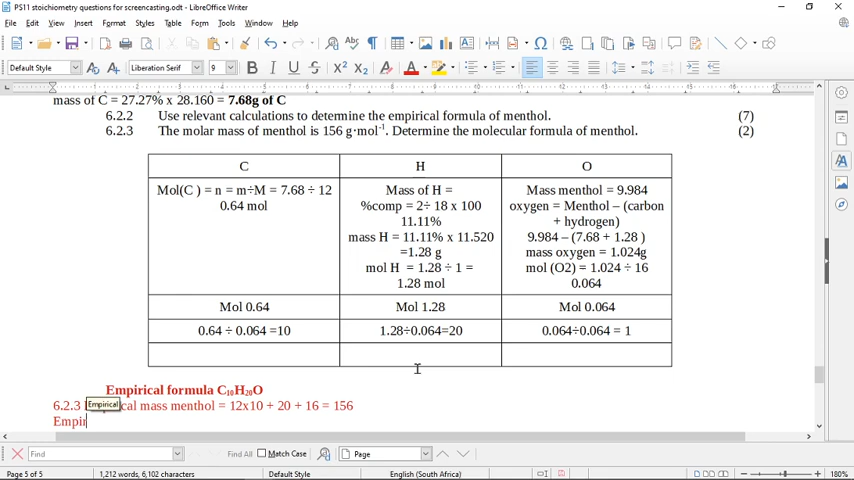 PS11 stoichiometry questions for screencasting.odt - LibreOffice Writer
File Edit View Insert Format Styles Table Form Tools Window Help
Default Style Liberation Serif 9
mass of C = 27.27% x 28.160 = 7.68g of C
6.2.2 Use relevant calculations to determine the empirical formula of menthol. (7)
6.2.3 The molar mass of menthol is 156 g·mol-1. Determine the molecular formula of menthol. (2)
C H O
Mol(C ) = n = m÷M = 7.68 ÷ 12
0.64 mol
Mass of H =
%comp = 2÷ 18 x 100
11.11%
mass H = 11.11% x 11.520
=1.28 g
mol H = 1.28 ÷ 1 =
1.28 mol
Mass menthol = 9.984
oxygen = Menthol – (carbon
+ hydrogen)
9.984 – (7.68 + 1.28 )
mass oxygen = 1.024g
mol (O2) = 1.024 ÷ 16
0.064
Mol 0.64 Mol 1.28 Mol 0.064
0.64 ÷ 0.064 =10 1.28÷0.064=20 0.064÷0.064 = 1
Empirical formula C10H20O
6.2.3 cal mass menthol = 12x10 + 20 + 16 = 156
Empirical
Empir
Find Find All Match Case Page
Page 5 of 5 1,212 words, 6,102 characters Default Style English (South Africa) 180%